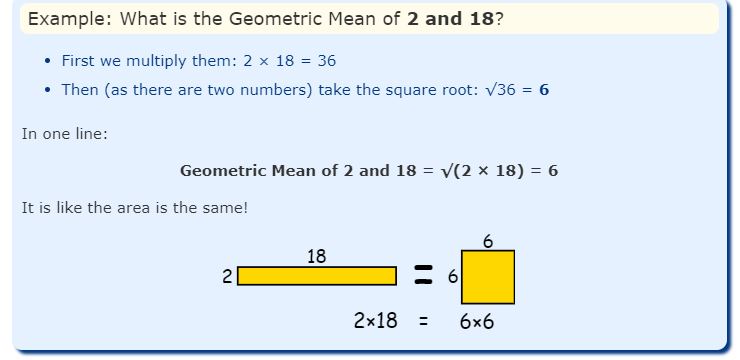 Example: What is the Geometric Mean of 2 and 18?
• First we multiply them: 2 × 18 = 36
• Then (as there are two numbers) take the square root: √36 = 6
In one line:
Geometric Mean of 2 and 18 = √(2 × 18) = 6
It is like the area is the same!
18
6
2
=
6
2×18 = 6×6